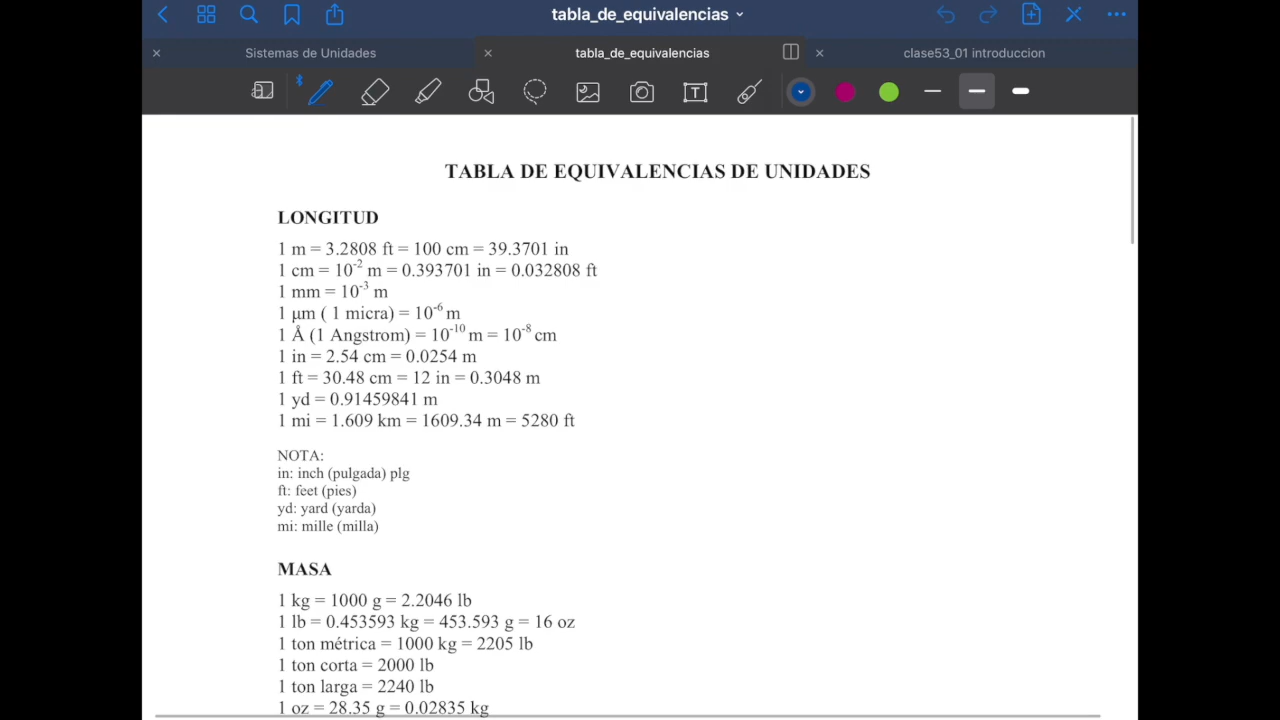 tabla_de_equivalencias
Sistemas de Unidades
tabla_de_equivalencias
clase53_01 introduccion
TABLA DE EQUIVALENCIAS DE UNIDADES
LONGITUD
1 m = 3.2808 ft = 100 cm = 39.3701 in
1 cm = 10⁻² m = 0.393701 in = 0.032808 ft
1 mm = 10⁻³ m
1 µm ( 1 micra) = 10⁻⁶ m
1 Å (1 Angstrom) = 10⁻¹⁰ m = 10⁻⁸ cm
1 in = 2.54 cm = 0.0254 m
1 ft = 30.48 cm = 12 in = 0.3048 m
1 yd = 0.91459841 m
1 mi = 1.609 km = 1609.34 m = 5280 ft
NOTA:
in: inch (pulgada) plg
ft: feet (pies)
yd: yard (yarda)
mi: mille (milla)
MASA
1 kg = 1000 g = 2.2046 lb
1 lb = 0.453593 kg = 453.593 g = 16 oz
1 ton métrica = 1000 kg = 2205 lb
1 ton corta = 2000 lb
1 ton larga = 2240 lb
1 oz = 28.35 g = 0.02835 kg